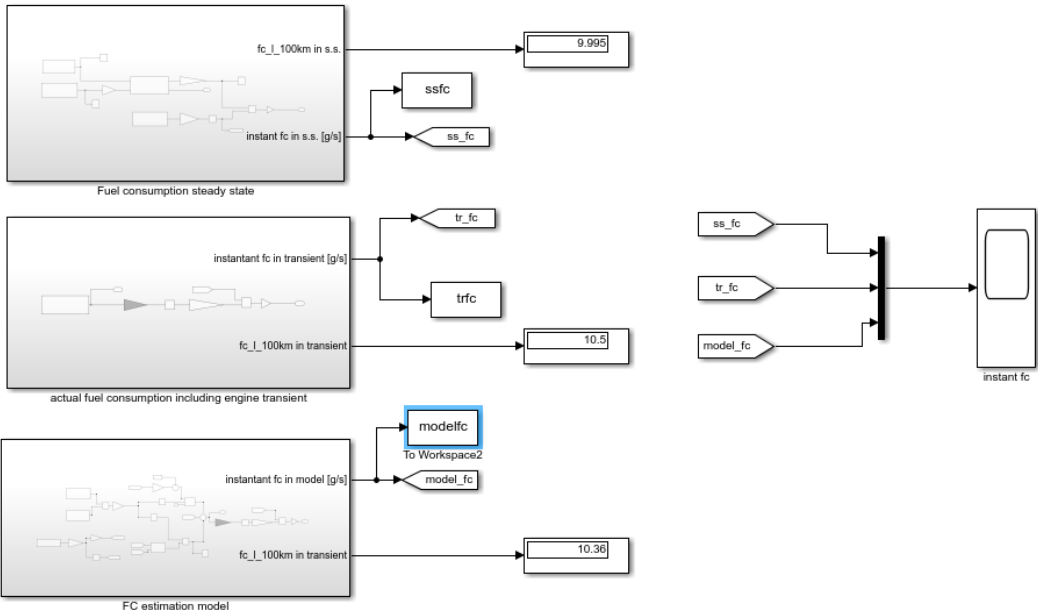 fc_l_100km in s.s.
9.995
ssfc
instant fc in s.s. [g/s]
ss_fc
Fuel consumption steady state
tr_fc
instantant fc in transient [g/s]
trfc
fc_l_100km in transient
10.5
actual fuel consumption including engine transient
modelfc
To Workspace2
instantant fc in model [g/s]
model_fc
fc_l_100km in transient
10.36
FC estimation model
ss_fc
tr_fc
model_fc
instant fc